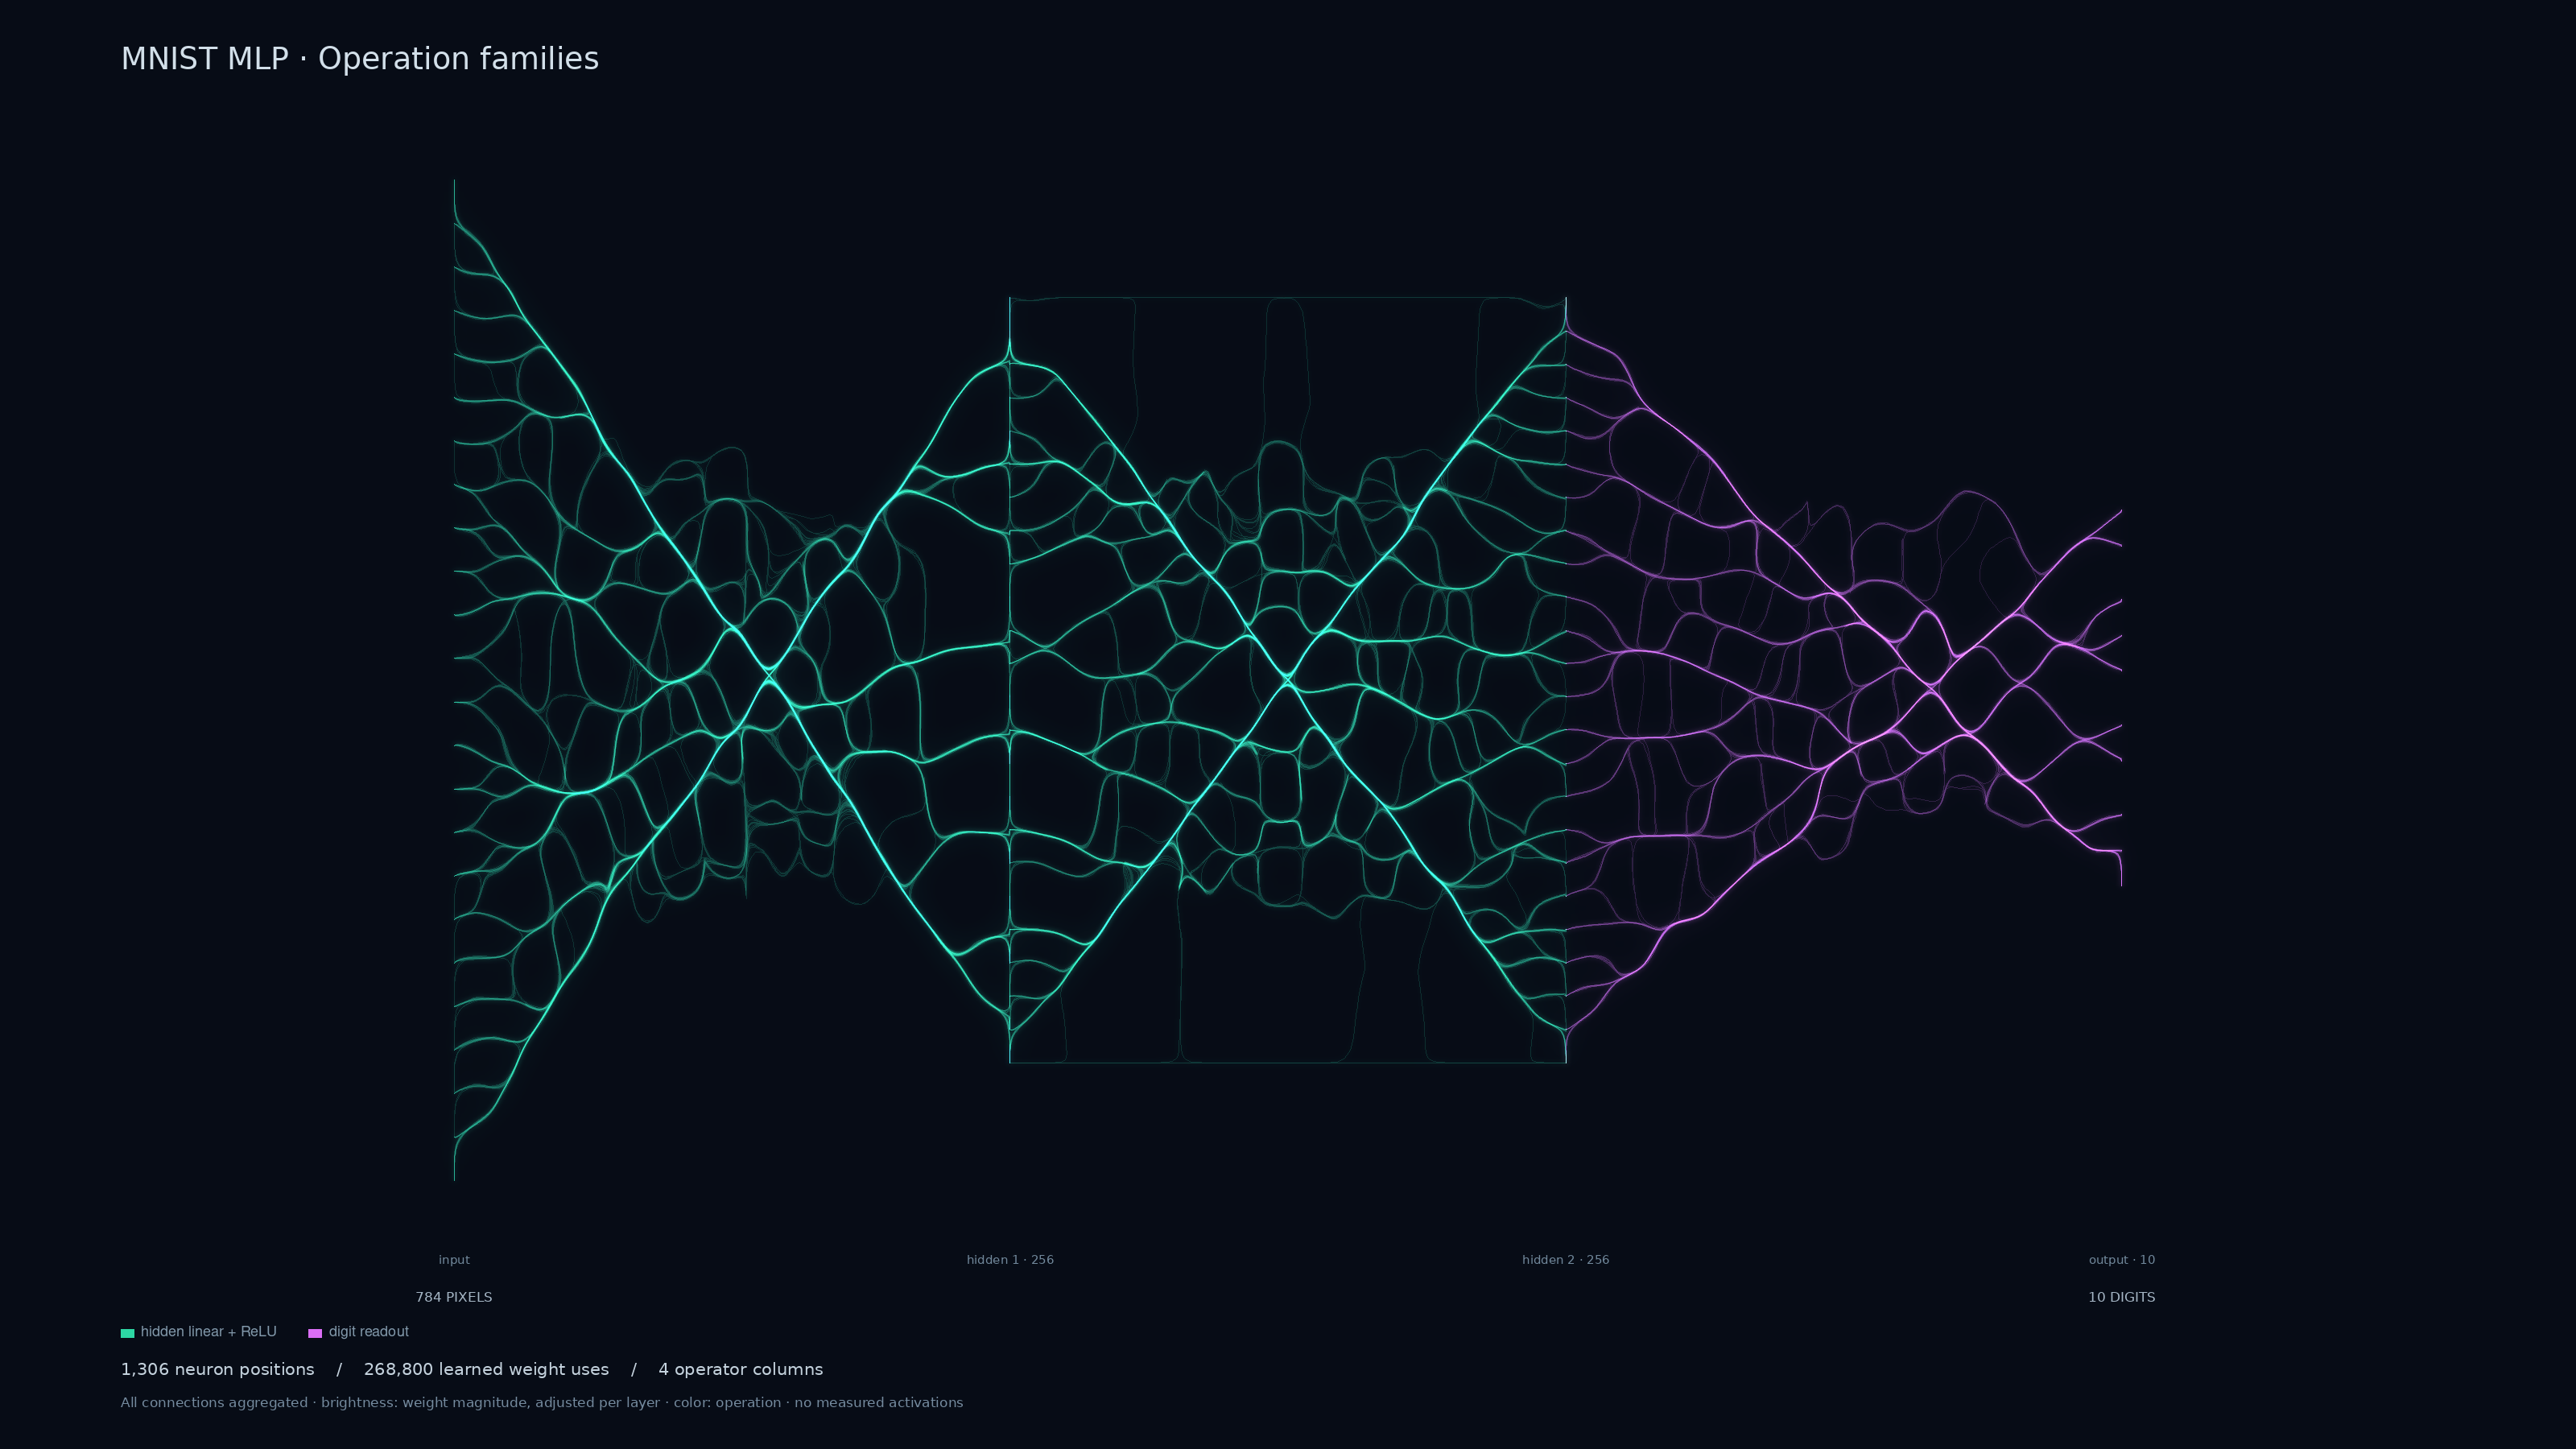 MNIST MLP · Operation families
input
hidden 1 · 256
hidden 2 · 256
output · 10
784 PIXELS
10 DIGITS
hidden linear + ReLU
digit readout
1,306 neuron positions / 268,800 learned weight uses / 4 operator columns
All connections aggregated · brightness: weight magnitude, adjusted per layer · color: operation · no measured activations